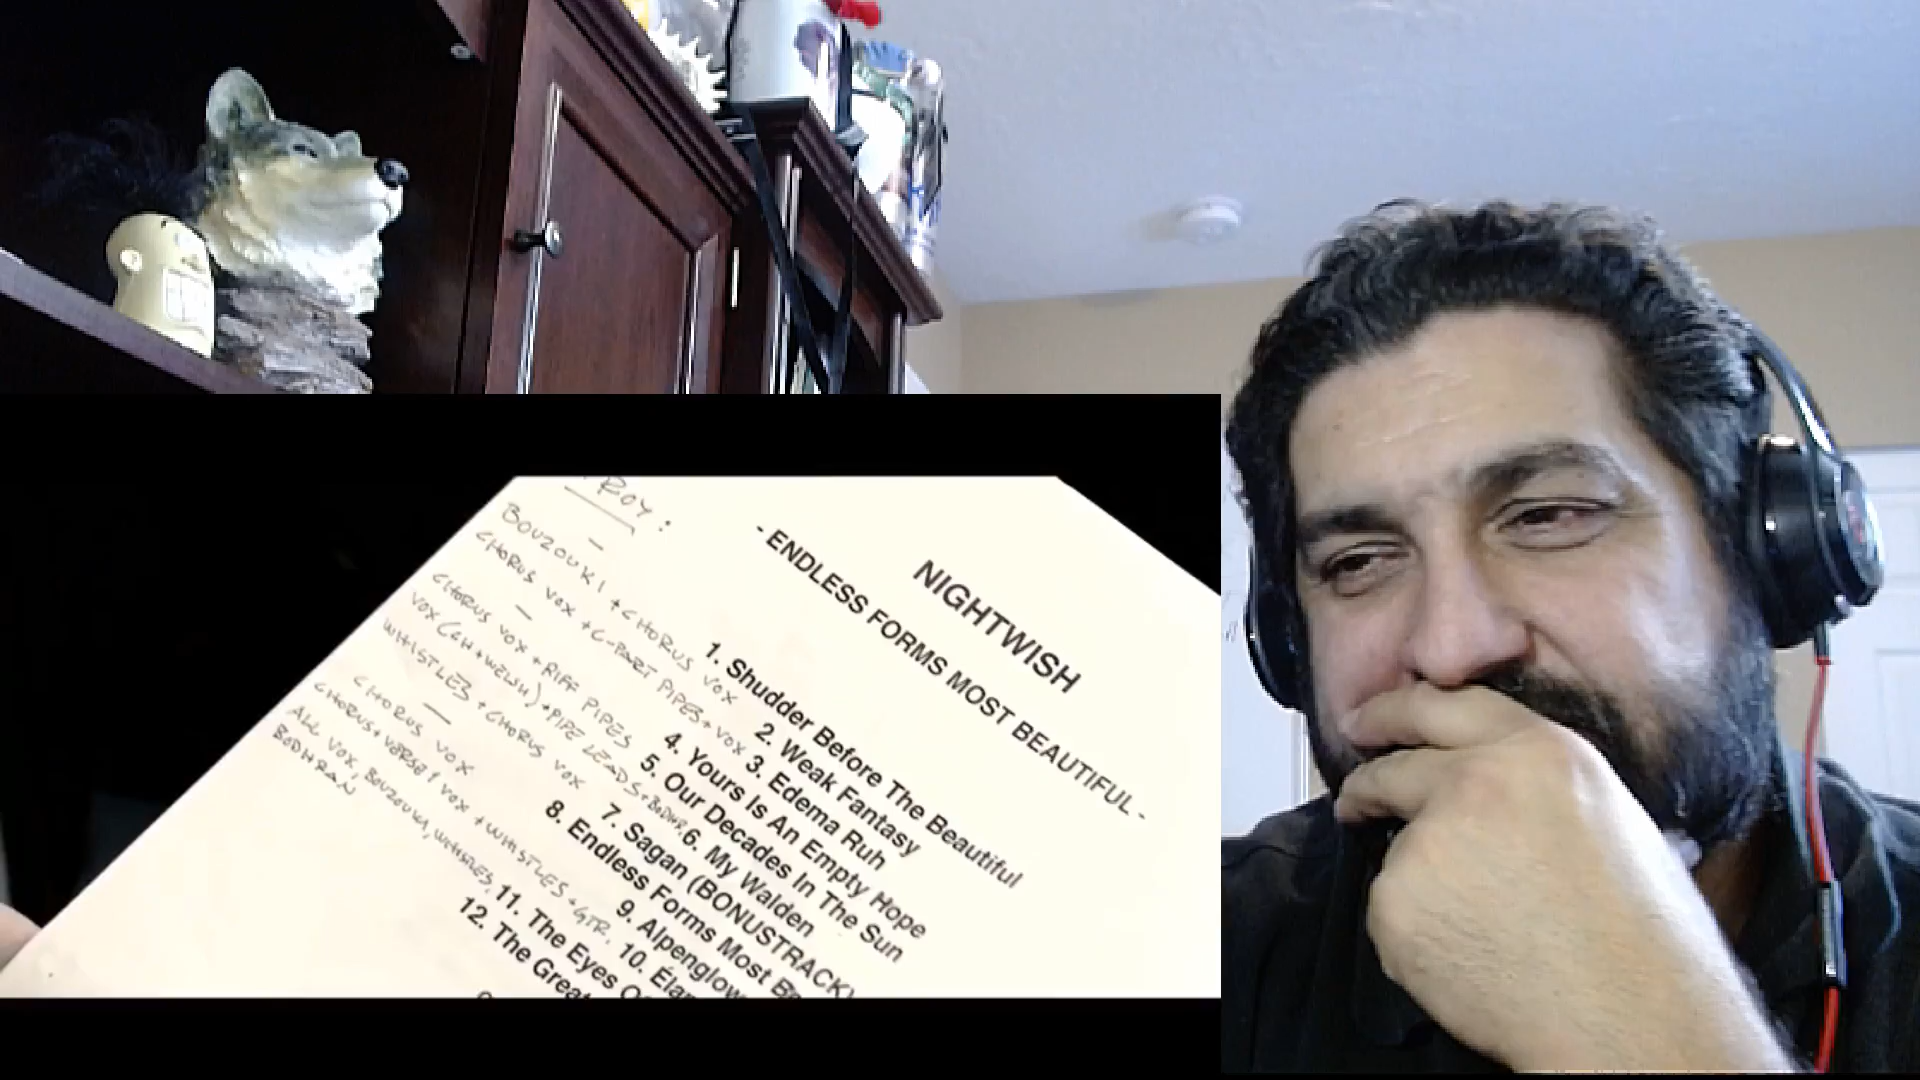 ROY:
—
BOUZOUKI + CHORUS VOX
CHORUS VOX + C-PART PIPES + VOX
—
CHORUS VOX + RIFF PIPES
VOX (EH + WELSH) + PIPE LEADS + BODHR.
WHISTLES + CHORUS VOX
—
CHORUS VOX
CHORUS + VERSE 1 VOX + WHISTLES + GTR.
ALL VOX, BOUZOUKI, WHISTLES,
BODHRAN
NIGHTWISH
- ENDLESS FORMS MOST BEAUTIFUL -
1. Shudder Before The Beautiful
2. Weak Fantasy
3. Edema Ruh
4. Yours Is An Empty Hope
5. Our Decades In The Sun
6. My Walden
7. Sagan (BONUSTRACK)
8. Endless Forms Most
9. Alpenglow
10. Élan
11. The Eyes
12. The